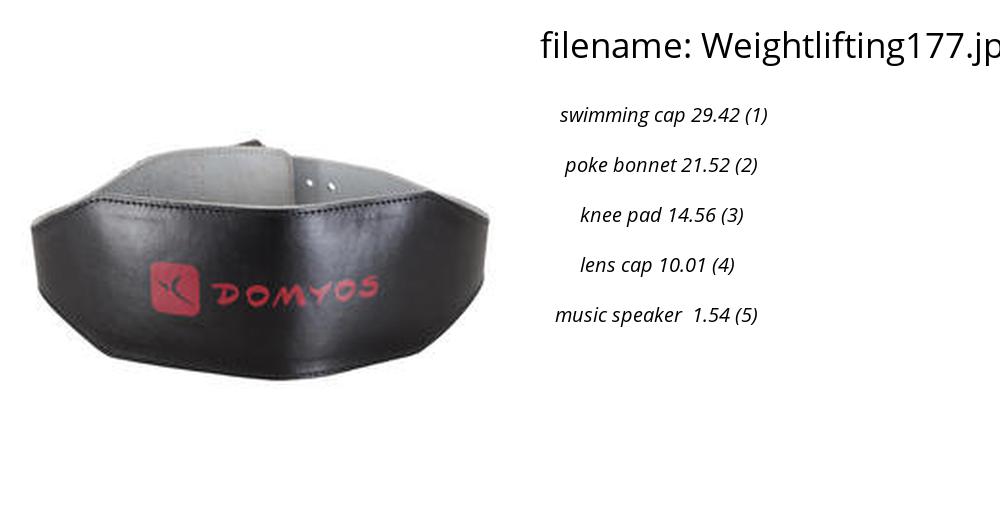 filename: Weightlifting177.jp
swimming cap 29.42 (1)
poke bonnet 21.52 (2)
knee pad 14.56 (3)
lens cap 10.01 (4)
music speaker 1.54 (5)
DOMYOS